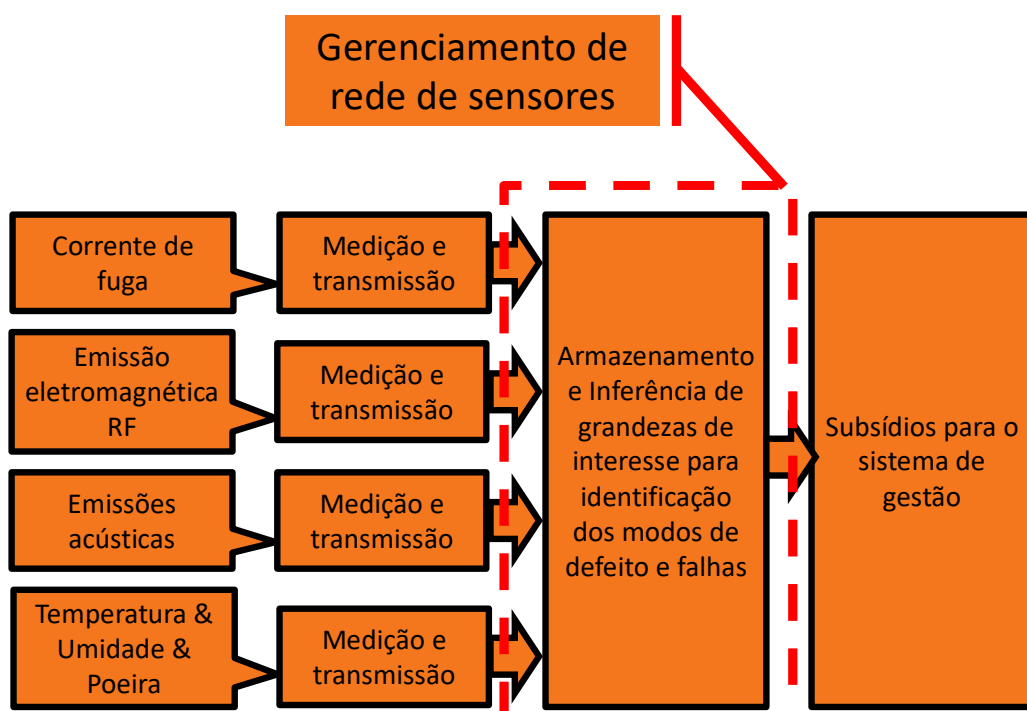 Gerenciamento de
rede de sensores
Corrente de
fuga
Medição e
transmissão
Emissão
eletromagnética
RF
Medição e
transmissão
Emissões
acústicas
Medição e
transmissão
Temperatura &
Umidade &
Poeira
Medição e
transmissão
Armazenamento
e Inferência de
grandezas de
interesse para
identificação
dos modos de
defeito e falhas
Subsídios para o
sistema de
gestão